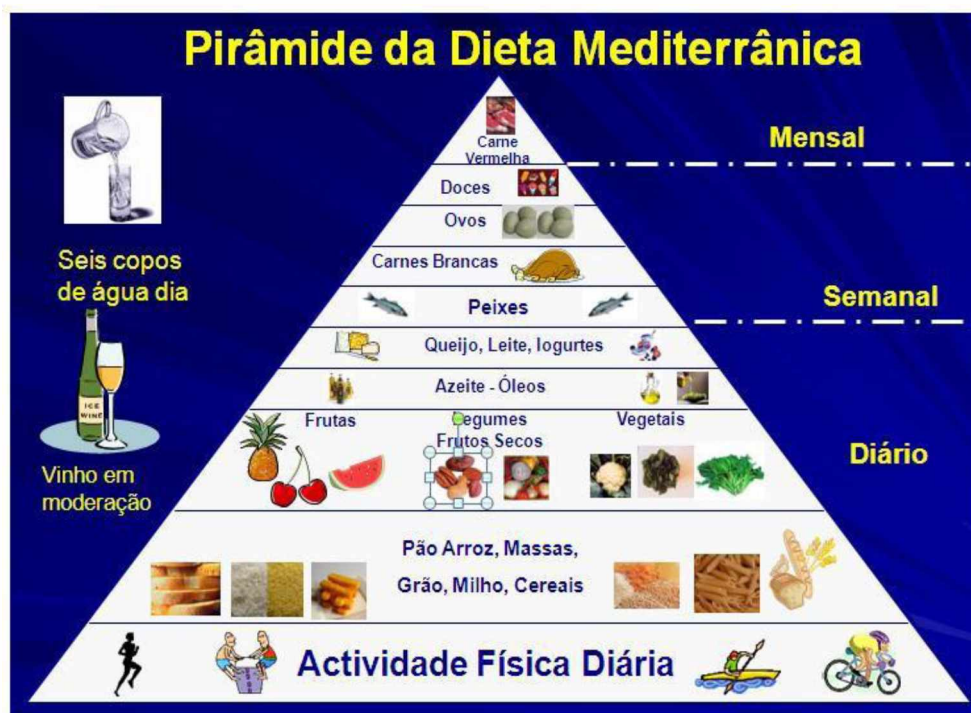 Pirâmide da Dieta Mediterrânica
Carne
Vermelha
Mensal
Doces
Ovos
Carnes Brancas
Seis copos
de água dia
Peixes
Semanal
Queijo, Leite, Iogurtes
Azeite - Óleos
ICE
WINE
Frutas
Legumes
Frutos Secos
Vegetais
Diário
Vinho em
moderação
Pão Arroz, Massas,
Grão, Milho, Cereais
Actividade Física Diária